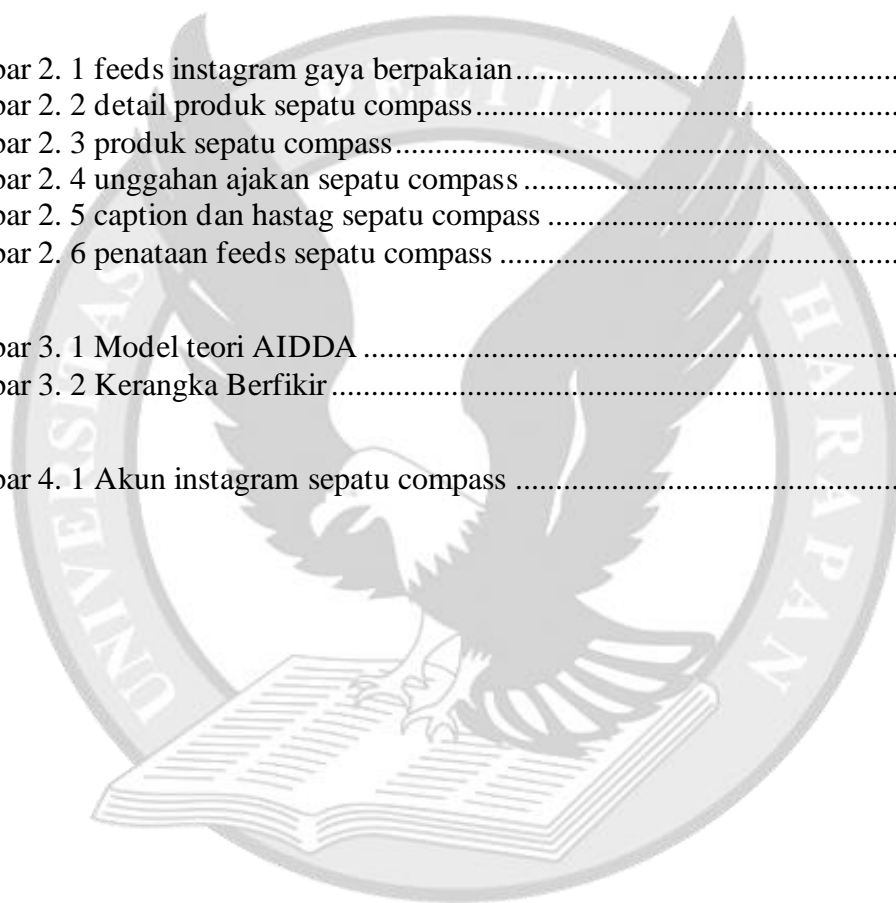 bar 2. 1 feeds instagram gaya berpakaian..........................................................
bar 2. 2 detail produk sepatu compass..........................................................
bar 2. 3 produk sepatu compass..........................................................
bar 2. 4 unggahan ajakan sepatu compass..........................................................
bar 2. 5 caption dan hastag sepatu compass..........................................................
bar 2. 6 penataan feeds sepatu compass..........................................................
bar 3. 1 Model teori AIDDA..........................................................
bar 3. 2 Kerangka Berfikir..........................................................
bar 4. 1 Akun instagram sepatu compass..........................................................
UNIVERSITAS PELITA HARAPAN